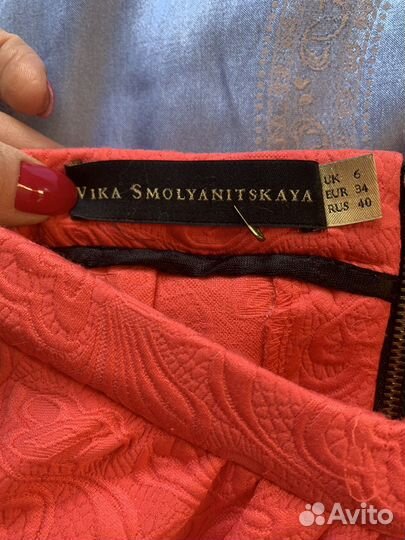 VIKA SMOLYANITSKAYA
UK 6
EUR 34
RUS 40
Avito